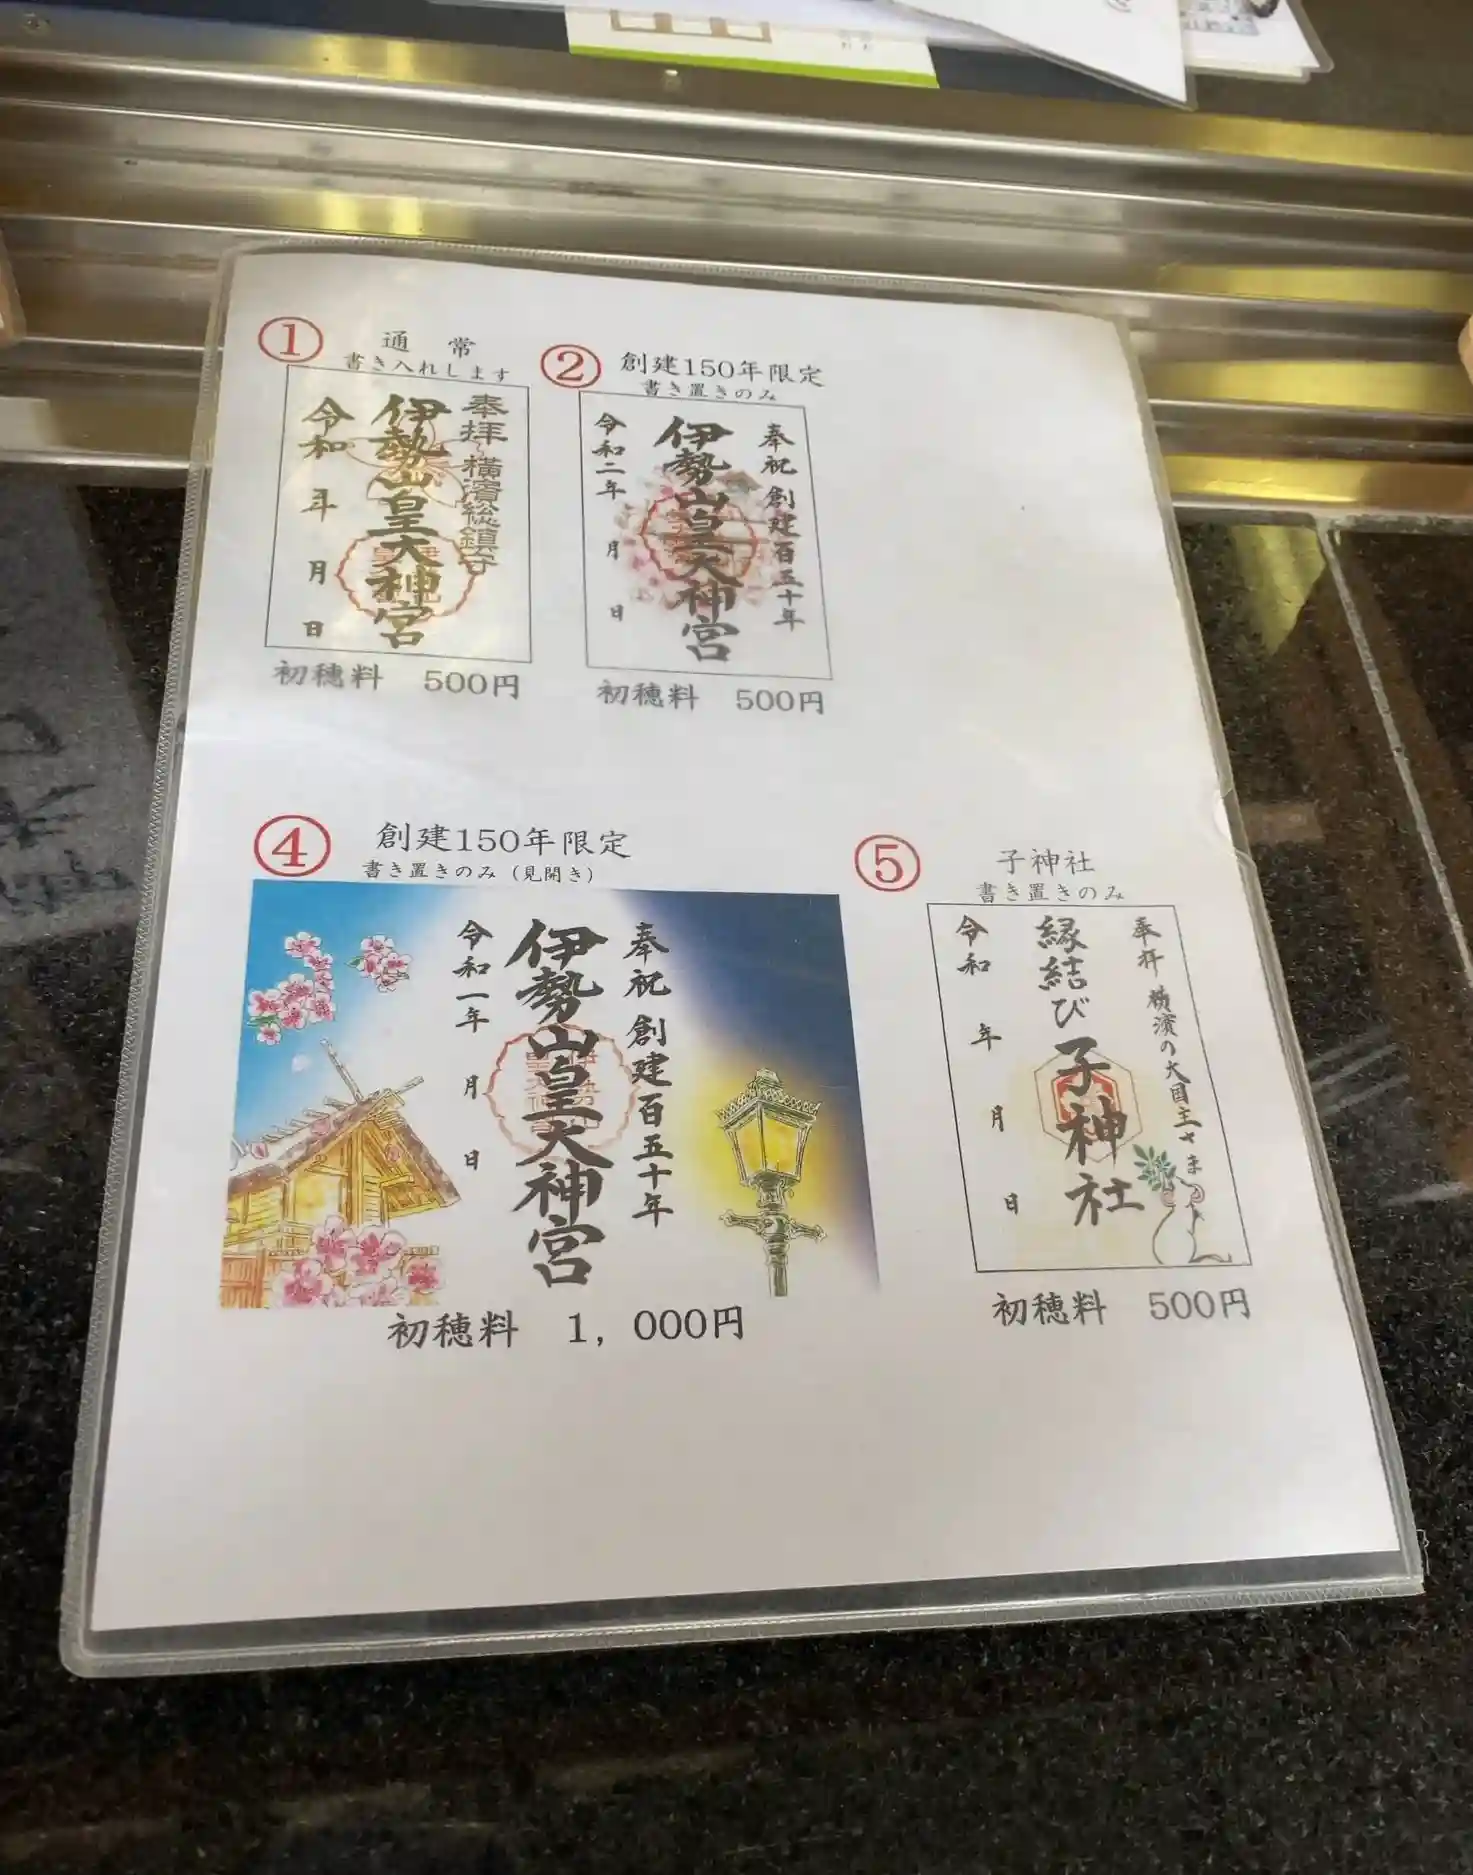 ① 通常
書き入れします
奉拝 横濱総鎮守
伊勢山皇大神宮
令和 年 月 日
初穂料 500円
② 創建150年限定
書き置きのみ
奉祝 創建百五十年
伊勢山皇大神宮
令和二年 月 日
初穂料 500円
④ 創建150年限定
書き置きのみ（見開き）
奉祝 創建百五十年
伊勢山皇大神宮
令和一年 月 日
初穂料 1，000円
⑤ 子神社
書き置きのみ
奉拝 横濱の大国主さま
縁結び 子神社
令和 年 月 日
初穂料 500円